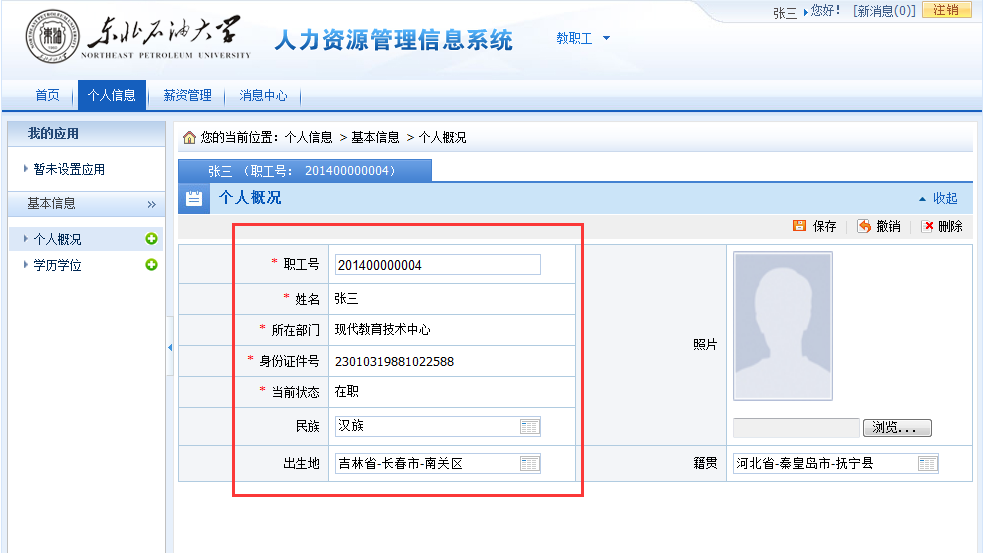 张三 您好! [新消息(0)] 注销
东北石油大学
NORTHEAST PETROLEUM UNIVERSITY
人力资源管理信息系统
教职工
首页 个人信息 薪资管理 消息中心
我的应用
暂未设置应用
基本信息 »
个人概况
学历学位
您的当前位置: 个人信息 > 基本信息 > 个人概况
张三 (职工号: 201400000004)
个人概况
收起
保存 撤销 删除
* 职工号 201400000004
* 姓名 张三
* 所在部门 现代教育技术中心
* 身份证件号 23010319881022588
* 当前状态 在职
民族 汉族
出生地 吉林省-长春市-南关区
照片
浏览...
籍贯 河北省-秦皇岛市-抚宁县